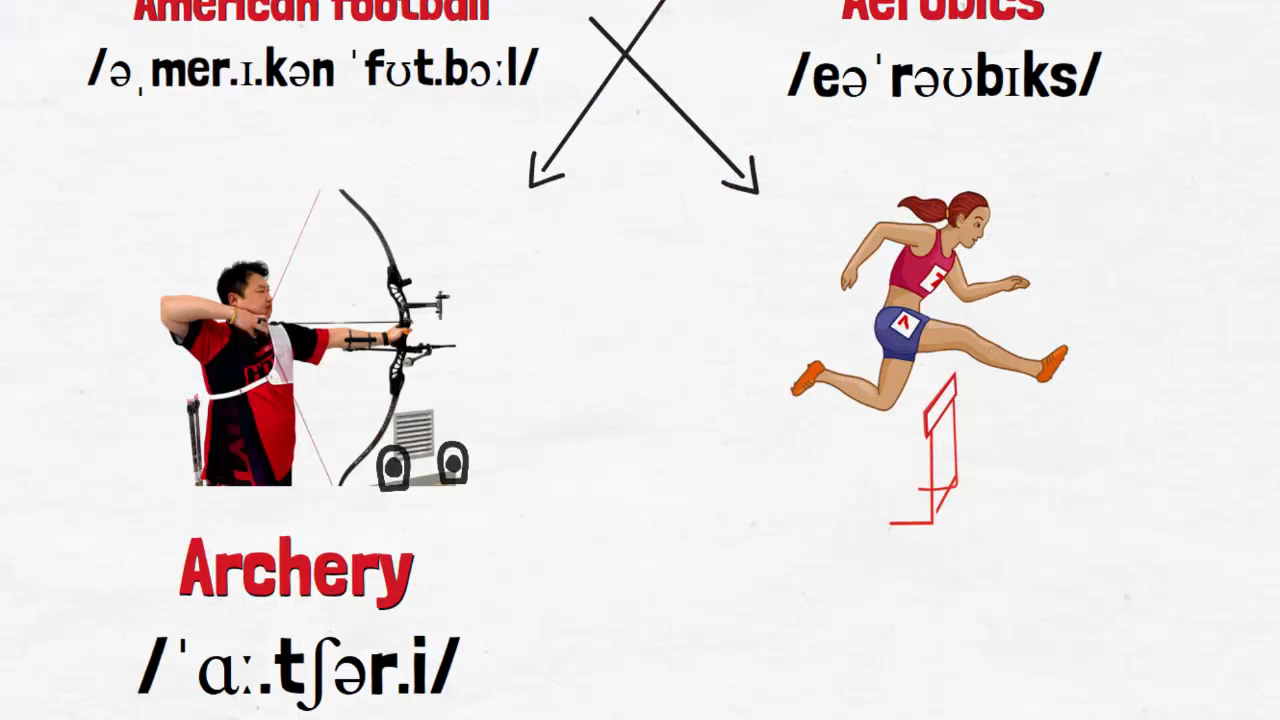 American football
Aerobics
/əˌmer.ɪ.kən ˈfʊt.bɔːl/
/eəˈrəʊbɪks/
Archery
/ˈɑː.tʃər.i/